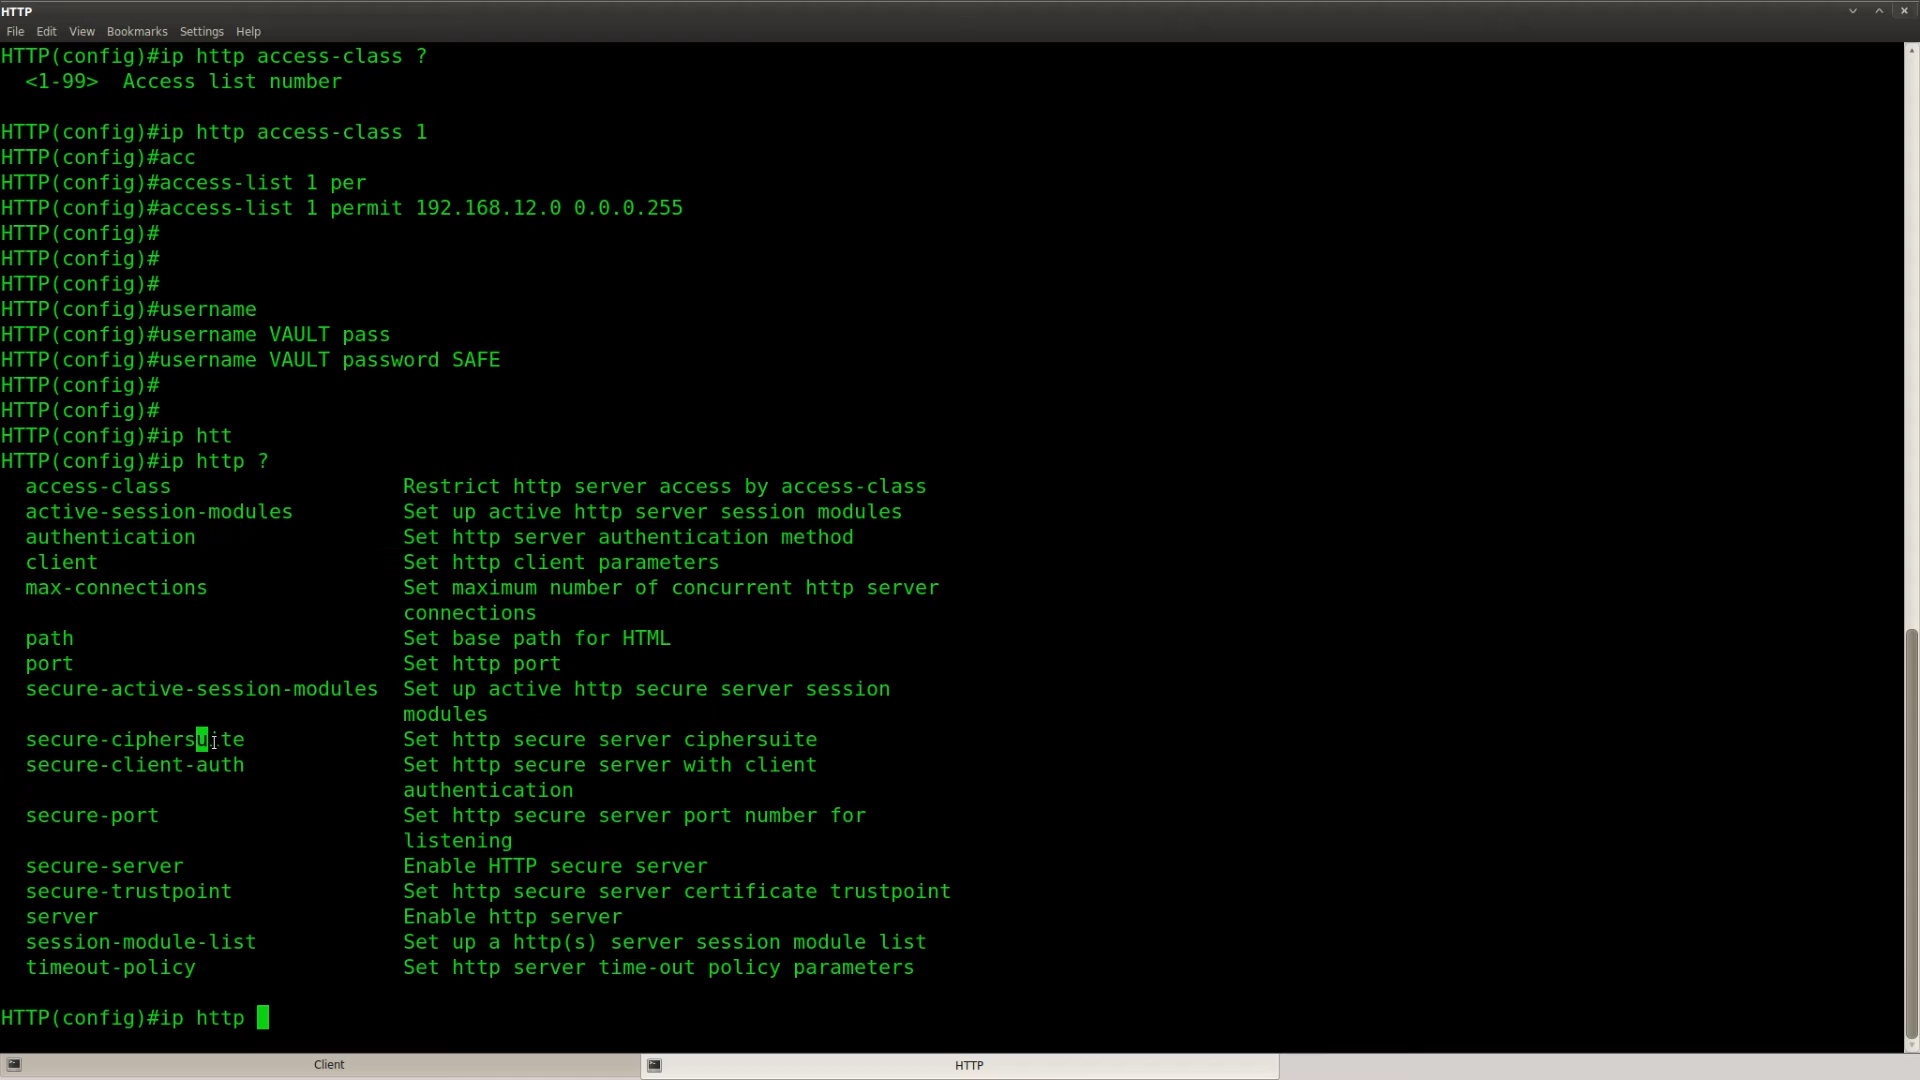 HTTP
File Edit View Bookmarks Settings Help
HTTP(config)#ip http access-class ?
<1-99>  Access list number
HTTP(config)#ip http access-class 1
HTTP(config)#acc
HTTP(config)#access-list 1 per
HTTP(config)#access-list 1 permit 192.168.12.0 0.0.0.255
HTTP(config)#
HTTP(config)#
HTTP(config)#
HTTP(config)#username
HTTP(config)#username VAULT pass
HTTP(config)#username VAULT password SAFE
HTTP(config)#
HTTP(config)#
HTTP(config)#ip htt
HTTP(config)#ip http ?
access-class Restrict http server access by access-class
active-session-modules Set up active http server session modules
authentication Set http server authentication method
client Set http client parameters
max-connections Set maximum number of concurrent http server
connections
path Set base path for HTML
port Set http port
secure-active-session-modules Set up active http secure server session
modules
secure-ciphersuite Set http secure server ciphersuite
secure-client-auth Set http secure server with client
authentication
secure-port Set http secure server port number for
listening
secure-server Enable HTTP secure server
secure-trustpoint Set http secure server certificate trustpoint
server Enable http server
session-module-list Set up a http(s) server session module list
timeout-policy Set http server time-out policy parameters
HTTP(config)#ip http
Client HTTP